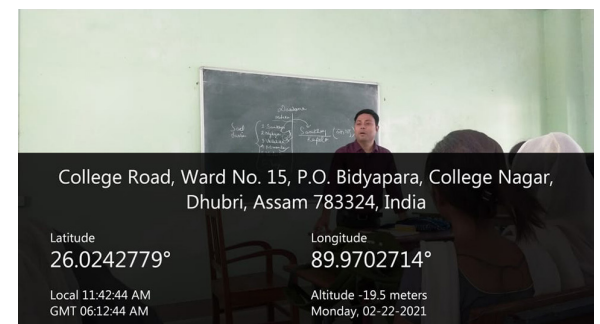 College Road, Ward No. 15, P.O. Bidyapara, College Nagar,
Dhubri, Assam 783324, India
Latitude
26.0242779°
Longitude
89.9702714°
Local 11:42:44 AM
GMT 06:12:44 AM
Altitude -19.5 meters
Monday, 02-22-2021